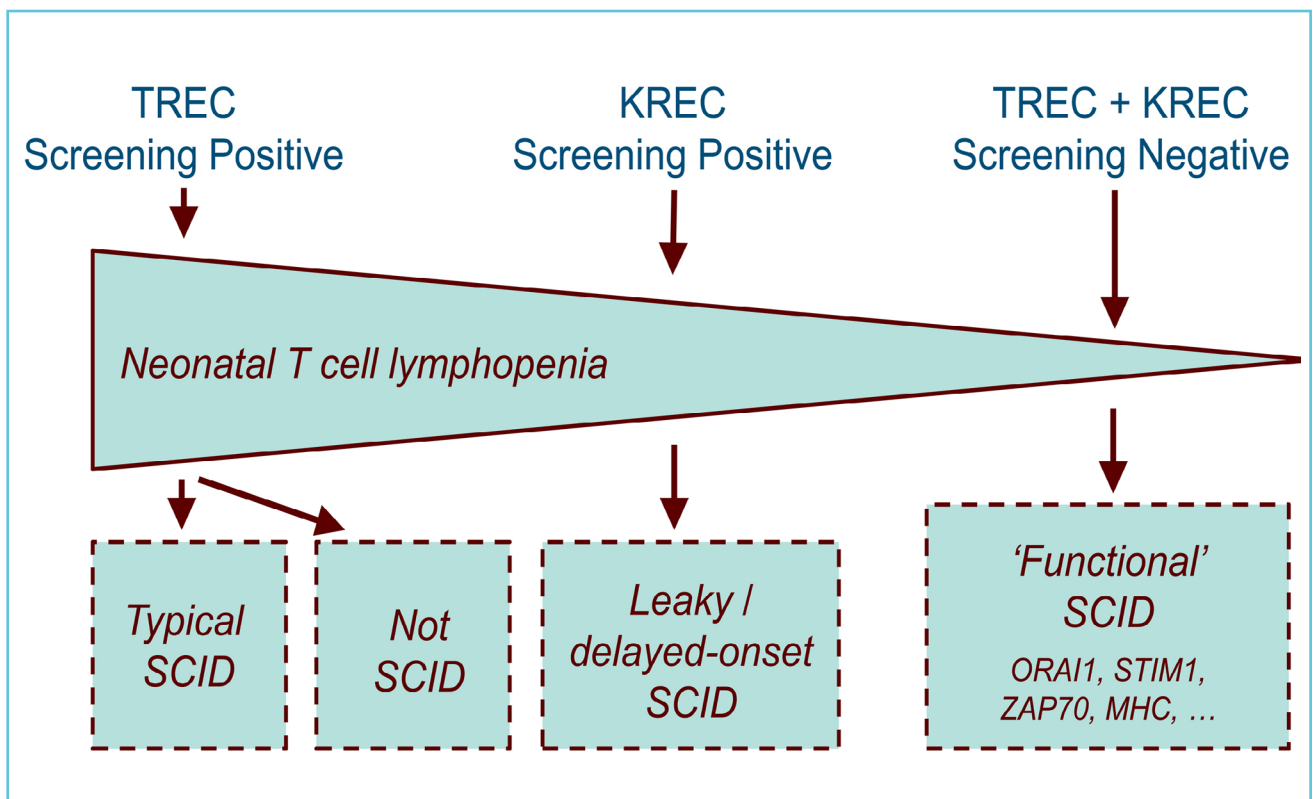 TREC
Screening Positive
KREC
Screening Positive
TREC + KREC
Screening Negative
Neonatal T cell lymphopenia
Typical
SCID
Not
SCID
Leaky /
delayed-onset
SCID
‘Functional’
SCID
ORAI1, STIM1,
ZAP70, MHC, …